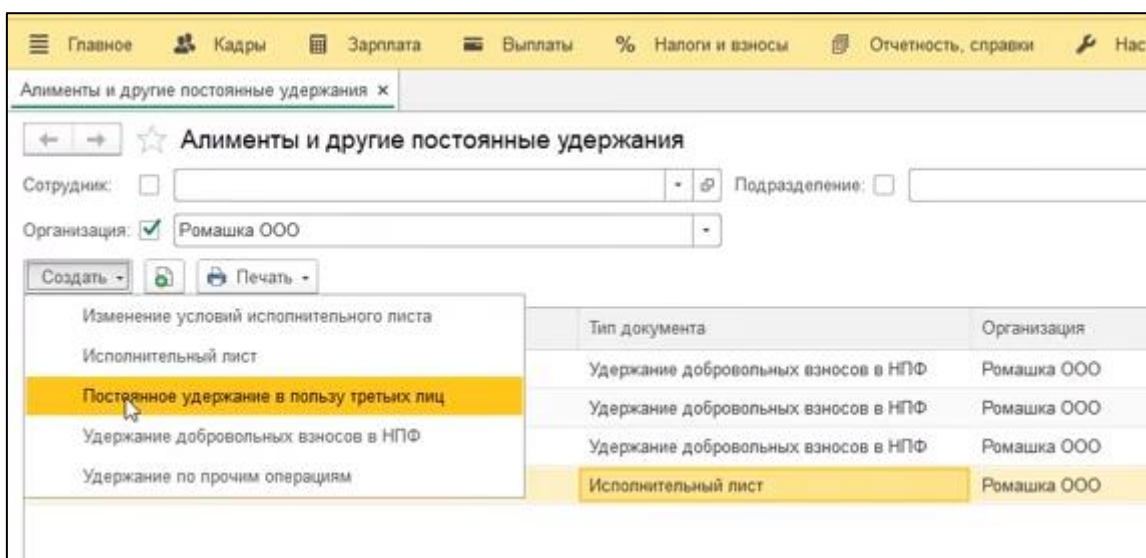 Главное Кадры Зарплата Выплаты % Налоги и взносы Отчетность, справки Нас
Алименты и другие постоянные удержания ×
Алименты и другие постоянные удержания
Сотрудник: Подразделение:
Организация: Ромашка ООО
Создать Печать
Изменение условий исполнительного листа
Исполнительный лист
Постоянное удержание в пользу третьих лиц
Удержание добровольных взносов в НПФ
Удержание по прочим операциям
Тип документа Организация
Удержание добровольных взносов в НПФ Ромашка ООО
Удержание добровольных взносов в НПФ Ромашка ООО
Удержание добровольных взносов в НПФ Ромашка ООО
Исполнительный лист Ромашка ООО